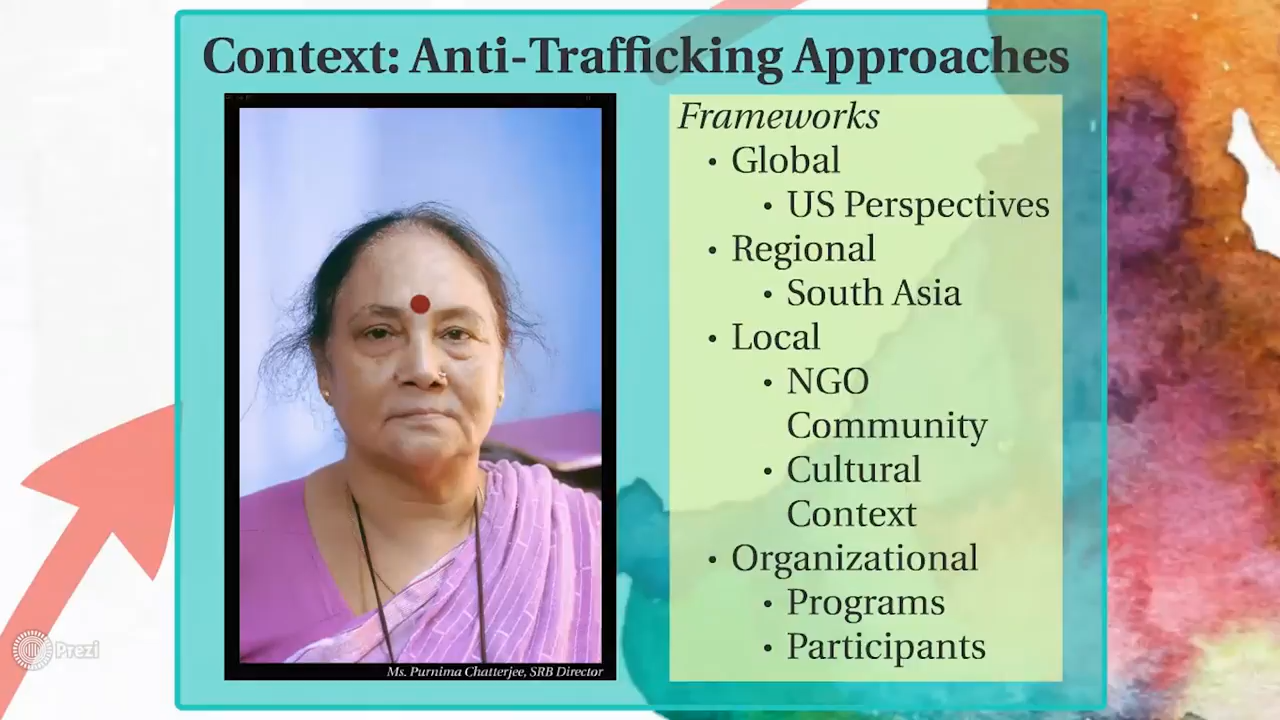 Context: Anti-Trafficking Approaches
Frameworks
• Global
• US Perspectives
• Regional
• South Asia
• Local
• NGO
Community
• Cultural
Context
• Organizational
• Programs
• Participants
Ms. Purnima Chatterjee, SRB Director
Prezi